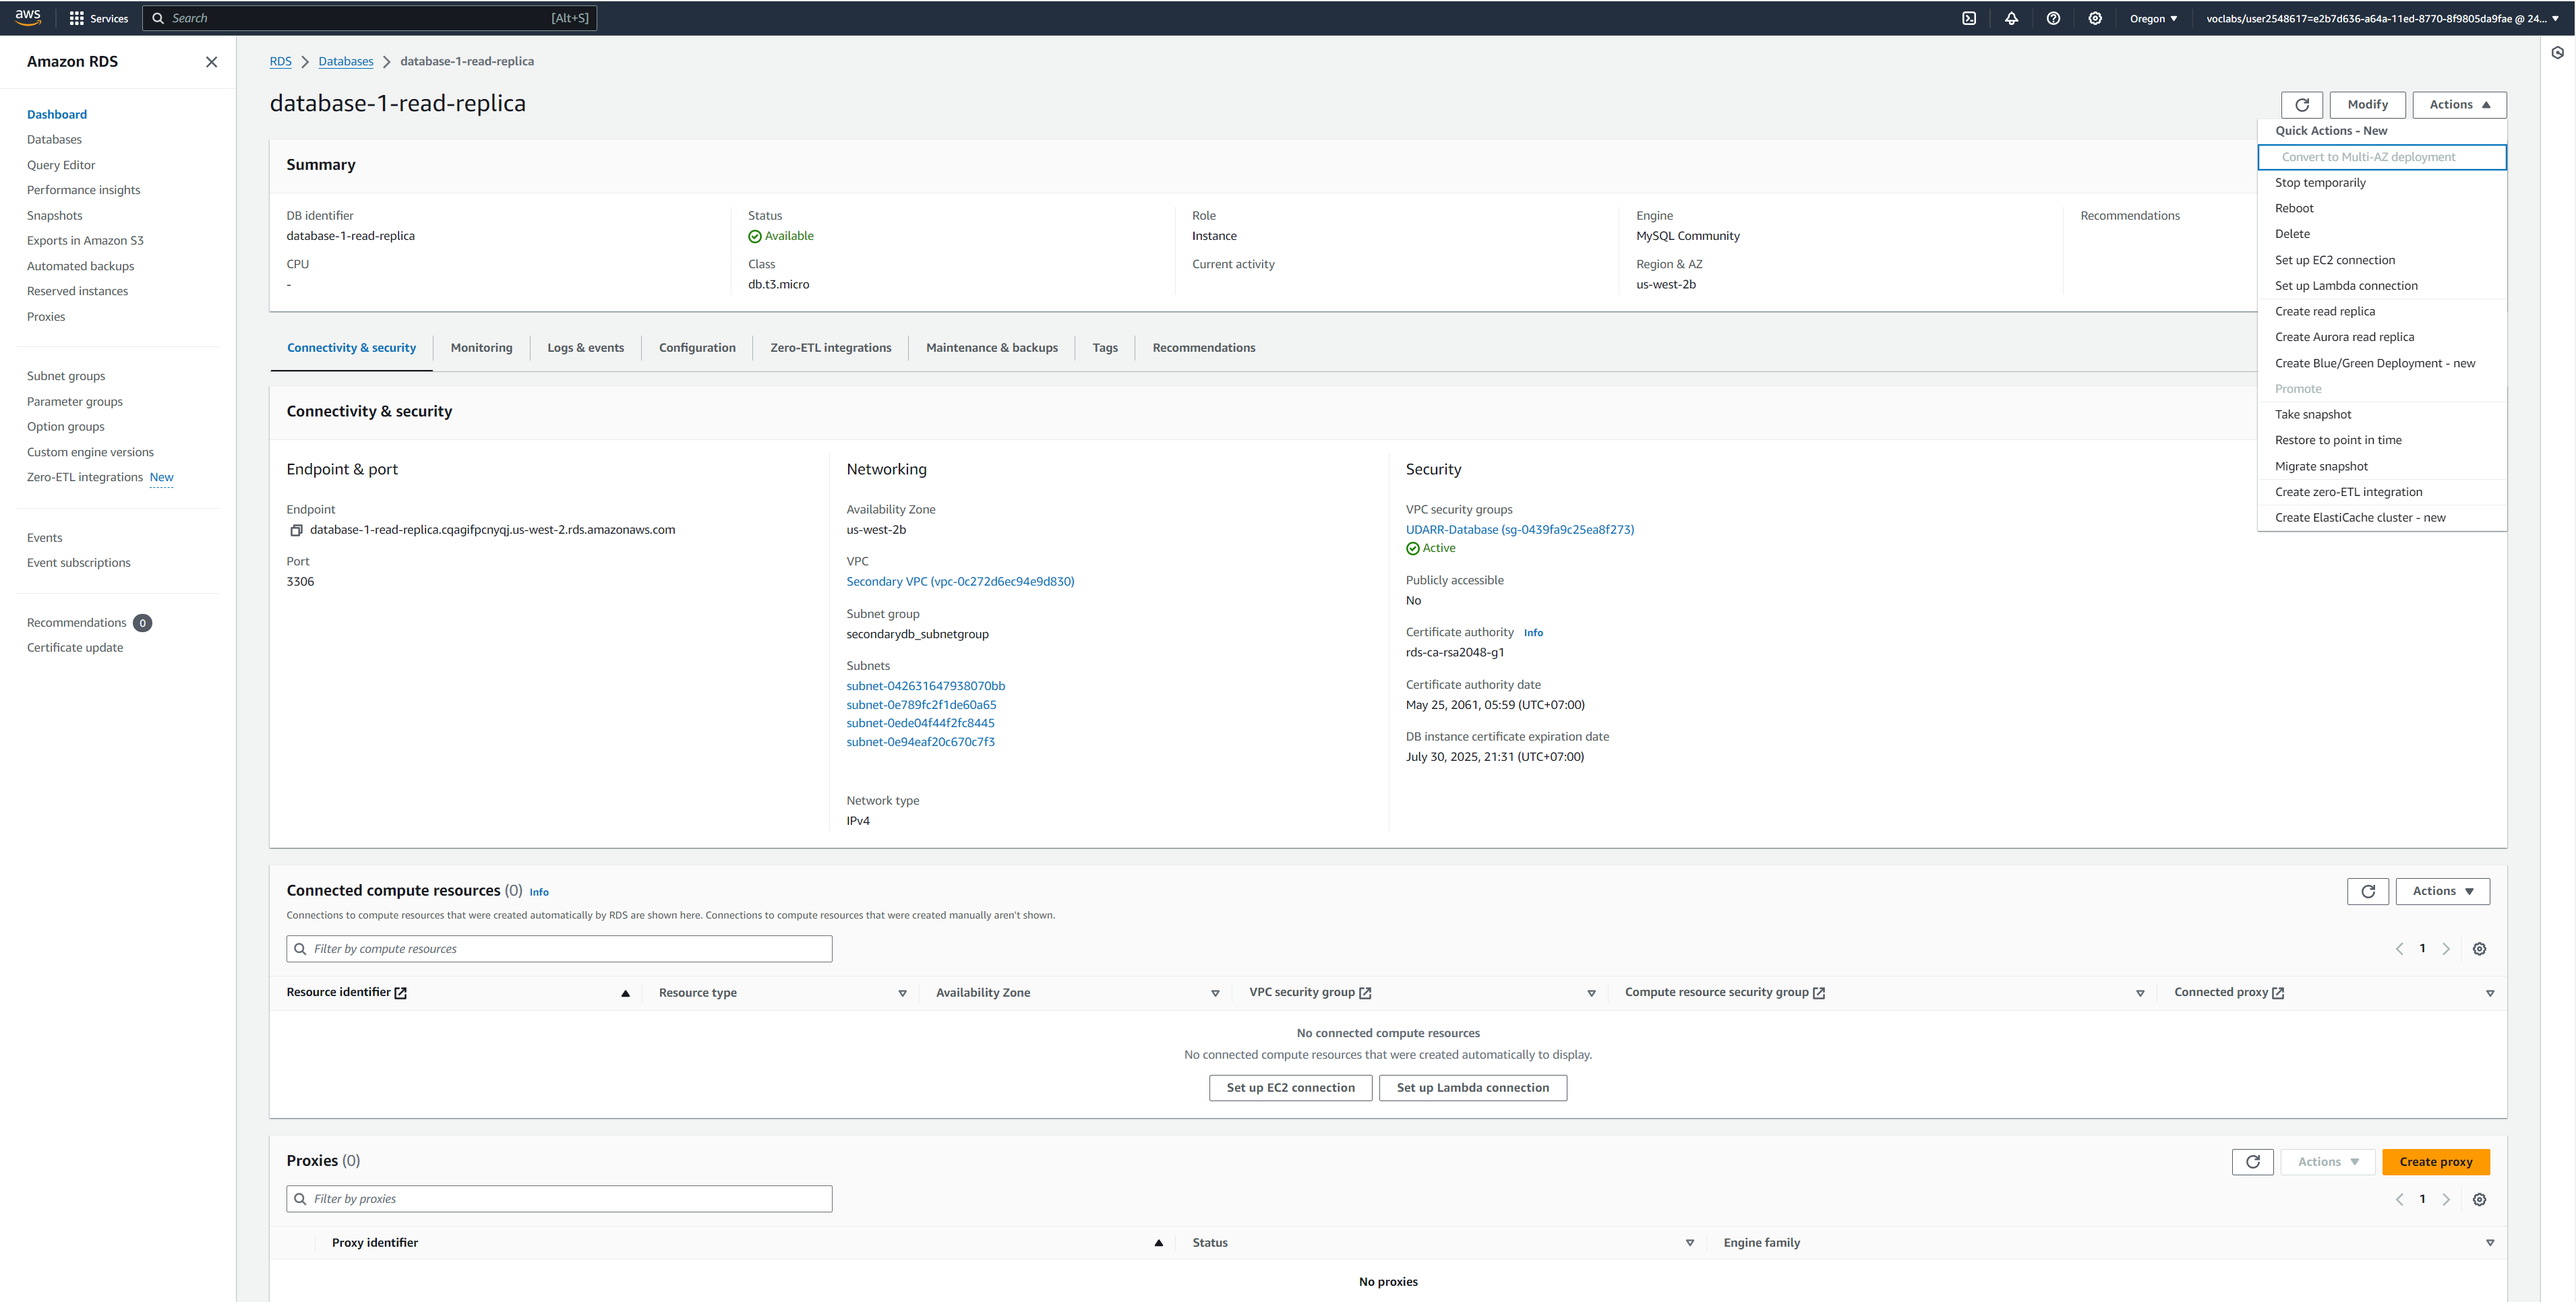 aws
Services
Search [Alt+S]
Oregon
voclabs/user2548617=e2b7d636-a64a-11ed-8770-8f9805da9fae @ 24...
Amazon RDS
Dashboard
Databases
Query Editor
Performance insights
Snapshots
Exports in Amazon S3
Automated backups
Reserved instances
Proxies
Subnet groups
Parameter groups
Option groups
Custom engine versions
Zero-ETL integrations New
Events
Event subscriptions
Recommendations 0
Certificate update
RDS > Databases > database-1-read-replica
database-1-read-replica
Modify
Actions
Quick Actions - New
Convert to Multi-AZ deployment
Stop temporarily
Reboot
Delete
Set up EC2 connection
Set up Lambda connection
Create read replica
Create Aurora read replica
Create Blue/Green Deployment - new
Promote
Take snapshot
Restore to point in time
Migrate snapshot
Create zero-ETL integration
Create ElastiCache cluster - new
Summary
DB identifier
database-1-read-replica
CPU
-
Status
Available
Class
db.t3.micro
Role
Instance
Current activity
Engine
MySQL Community
Region & AZ
us-west-2b
Recommendations
Connectivity & security
Monitoring
Logs & events
Configuration
Zero-ETL integrations
Maintenance & backups
Tags
Recommendations
Connectivity & security
Endpoint & port
Endpoint
database-1-read-replica.cqagifpcnyqj.us-west-2.rds.amazonaws.com
Port
3306
Networking
Availability Zone
us-west-2b
VPC
Secondary VPC (vpc-0c272d6ec94e9d830)
Subnet group
secondarydb_subnetgroup
Subnets
subnet-042631647938070bb
subnet-0e789fc2f1de60a65
subnet-0ede04f44f2fc8445
subnet-0e94eaf20c670c7f3
Network type
IPv4
Security
VPC security groups
UDARR-Database (sg-0439fa9c25ea8f273)
Active
Publicly accessible
No
Certificate authority Info
rds-ca-rsa2048-g1
Certificate authority date
May 25, 2061, 05:59 (UTC+07:00)
DB instance certificate expiration date
July 30, 2025, 21:31 (UTC+07:00)
Connected compute resources (0) Info
Actions
Connections to compute resources that were created automatically by RDS are shown here. Connections to compute resources that were created manually aren't shown.
Filter by compute resources
1
Resource identifier
Resource type
Availability Zone
VPC security group
Compute resource security group
Connected proxy
No connected compute resources
No connected compute resources that were created automatically to display.
Set up EC2 connection
Set up Lambda connection
Proxies (0)
Actions
Create proxy
Filter by proxies
1
Proxy identifier
Status
Engine family
No proxies